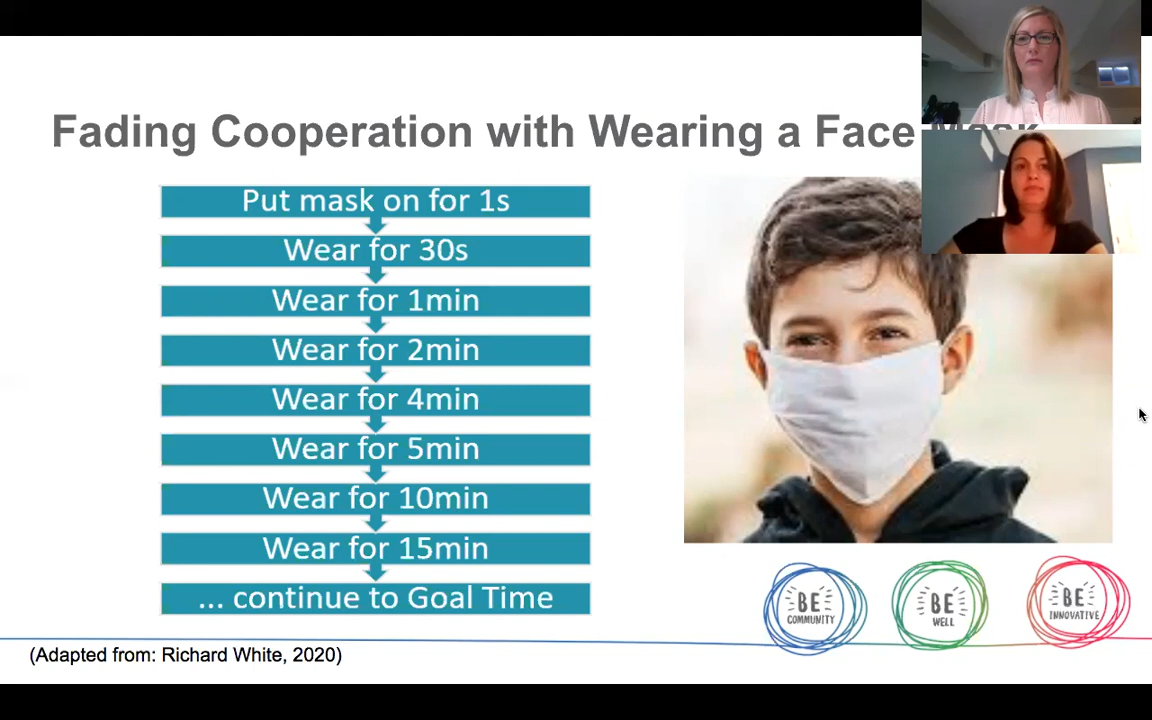 Fading Cooperation with Wearing a Face
Put mask on for 1s
Wear for 30s
Wear for 1min
Wear for 2min
Wear for 4min
Wear for 5min
Wear for 10min
Wear for 15min
... continue to Goal Time
BE
COMMUNITY
BE
WELL
BE
INNOVATIVE
(Adapted from: Richard White, 2020)